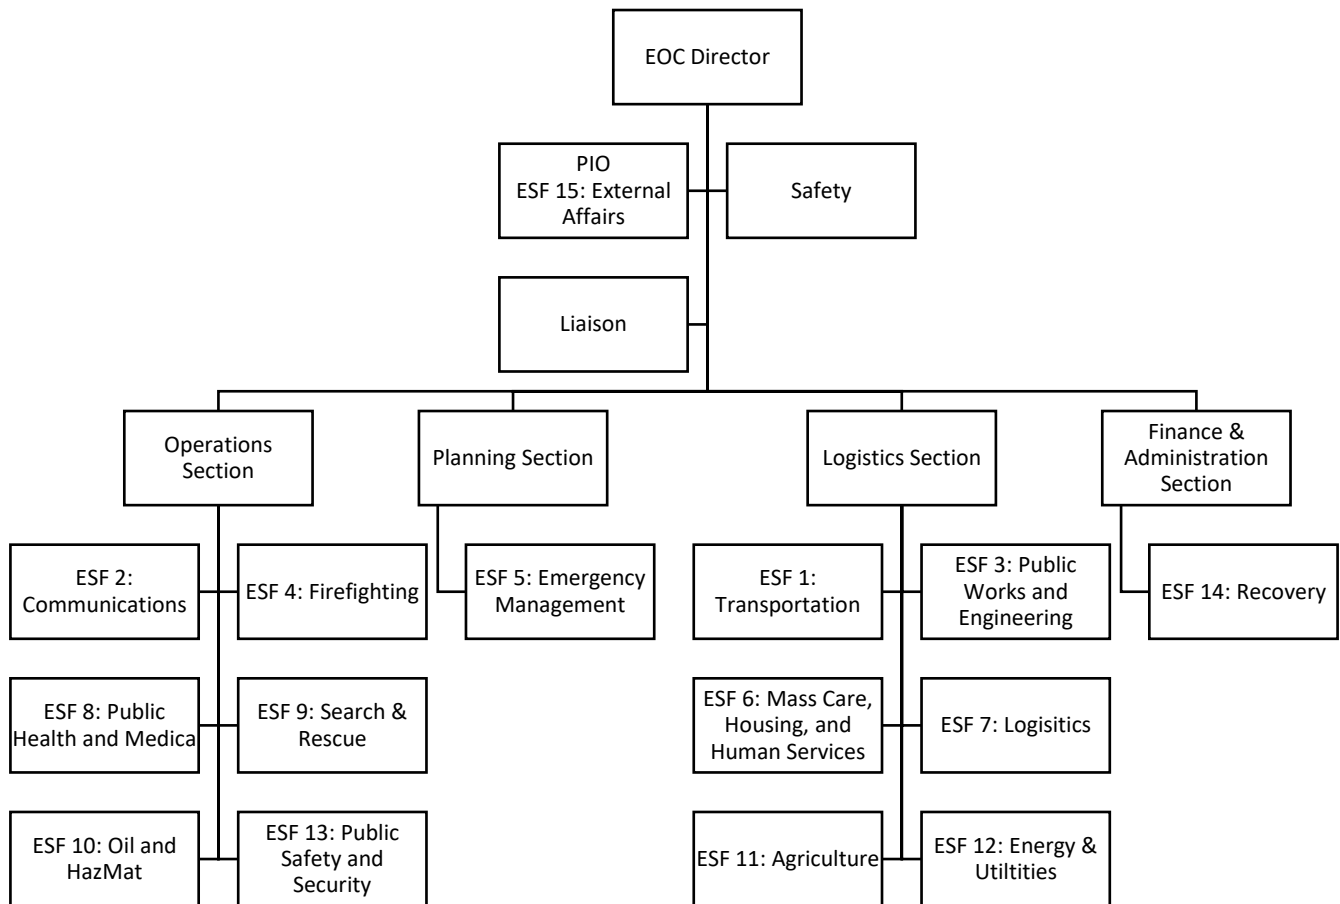 EOC Director
PIO
ESF 15: External
Affairs
Safety
Liaison
Operations
Section
Planning Section
Logistics Section
Finance &
Administration
Section
ESF 2:
Communications
ESF 4: Firefighting
ESF 5: Emergency
Management
ESF 1:
Transportation
ESF 3: Public
Works and
Engineering
ESF 14: Recovery
ESF 8: Public
Health and Medica
ESF 9: Search &
Rescue
ESF 6: Mass Care,
Housing, and
Human Services
ESF 7: Logisitics
ESF 10: Oil and
HazMat
ESF 13: Public
Safety and
Security
ESF 11: Agriculture
ESF 12: Energy &
Utiltities